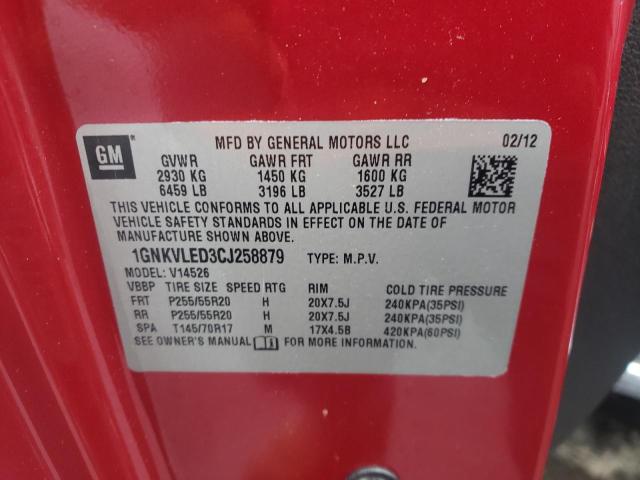 GM
MFD BY GENERAL MOTORS LLC 02/12
GVWR GAWR FRT GAWR RR
2930 KG 1450 KG 1600 KG
6459 LB 3196 LB 3527 LB
THIS VEHICLE CONFORMS TO ALL APPLICABLE U.S. FEDERAL MOTOR
VEHICLE SAFETY STANDARDS IN EFFECT ON THE DATE OF
MANUFACTURE SHOWN ABOVE.
1GNKVLED3CJ258879 TYPE: M.P.V.
MODEL: V14526
VBBP TIRE SIZE SPEED RTG RIM COLD TIRE PRESSURE
FRT P255/55R20 H 20X7.5J 240KPA(35PSI)
RR P255/55R20 H 20X7.5J 240KPA(35PSI)
SPA T145/70R17 M 17X4.5B 420KPA(60PSI)
SEE OWNER'S MANUAL FOR MORE INFORMATION.